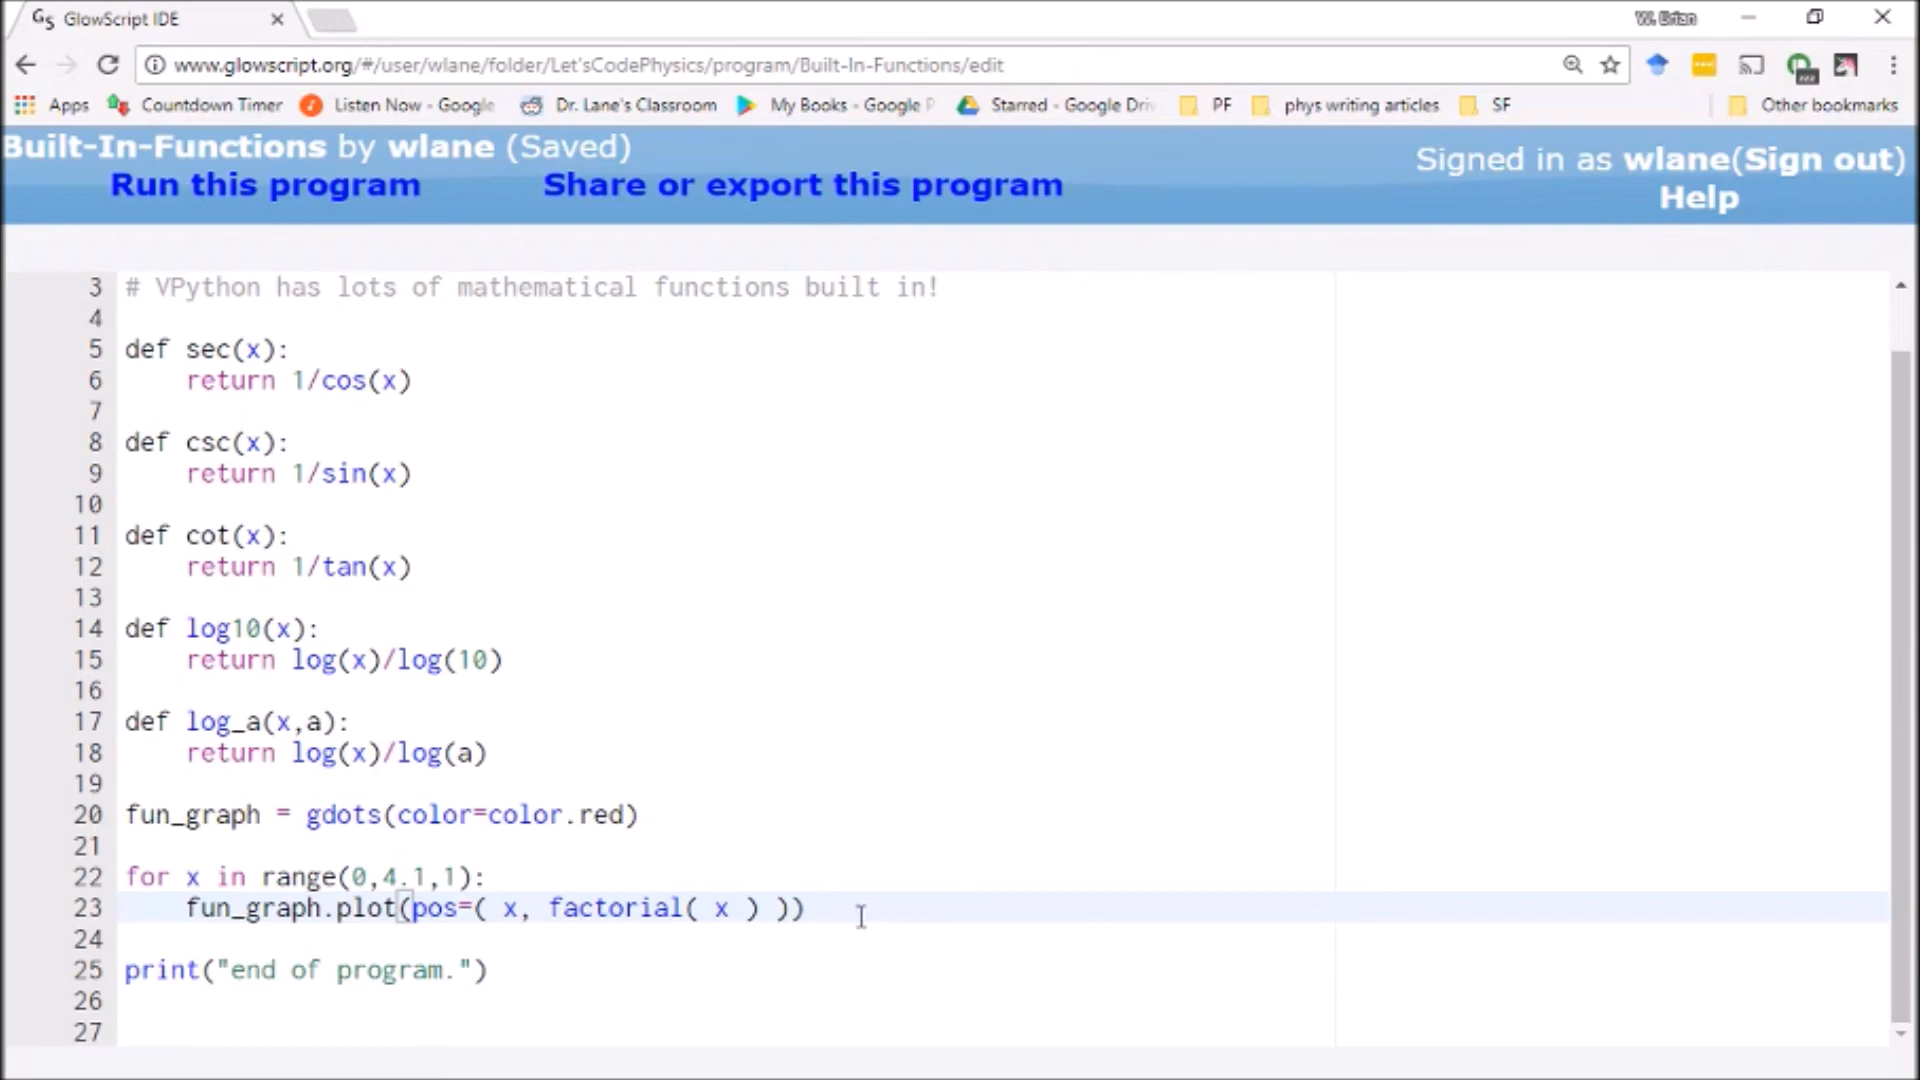 GS GlowScript IDE
W. Brian
www.glowscript.org/#/user/wlane/folder/Let'sCodePhysics/program/Built-In-Functions/edit
Apps Countdown Timer Listen Now - Google Dr. Lane's Classroom My Books - Google P Starred - Google Driv PF phys writing articles SF Other bookmarks
Built-In-Functions by wlane (Saved)
Signed in as wlane(Sign out)
Run this program Share or export this program
Help
3 # VPython has lots of mathematical functions built in!
4
5 def sec(x):
6 return 1/cos(x)
7
8 def csc(x):
9 return 1/sin(x)
10
11 def cot(x):
12 return 1/tan(x)
13
14 def log10(x):
15 return log(x)/log(10)
16
17 def log_a(x,a):
18 return log(x)/log(a)
19
20 fun_graph = gdots(color=color.red)
21
22 for x in range(0,4.1,1):
23 fun_graph.plot(pos=( x, factorial( x ) ))
24
25 print("end of program.")
26
27